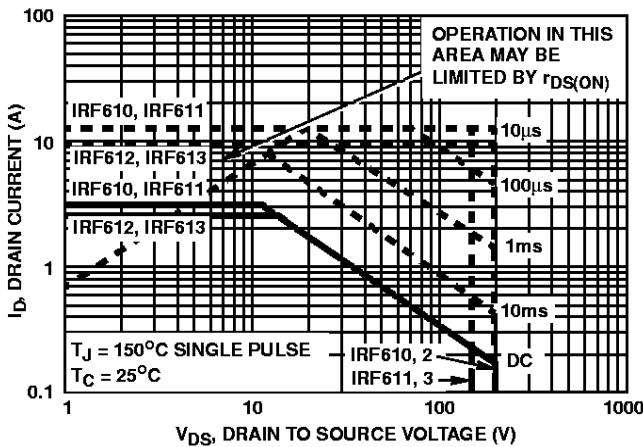 100
OPERATION IN THIS
AREA MAY BE
LIMITED BY rDS(ON)
IRF610, IRF611
10
10µs
IRF612, IRF613
100µs
IRF610, IRF611
IRF612, IRF613
1ms
1
10ms
TJ = 150°C SINGLE PULSE
TC = 25°C
IRF610, 2
DC
IRF611, 3
0.1
1
10
100
1000
ID, DRAIN CURRENT (A)
VDS, DRAIN TO SOURCE VOLTAGE (V)